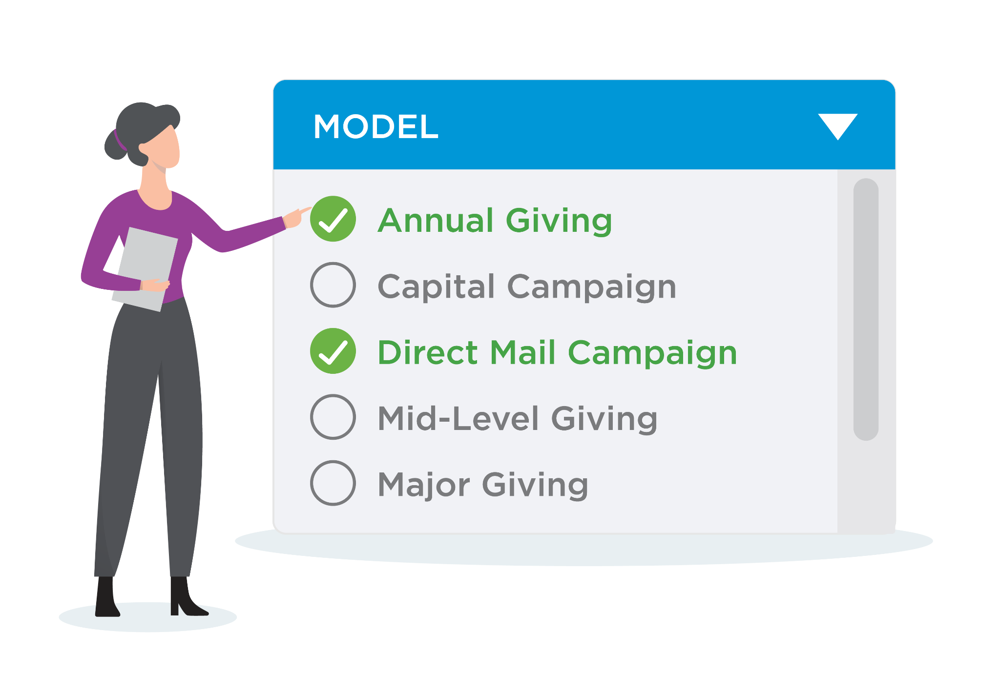 MODEL
Annual Giving
Capital Campaign
Direct Mail Campaign
Mid-Level Giving
Major Giving